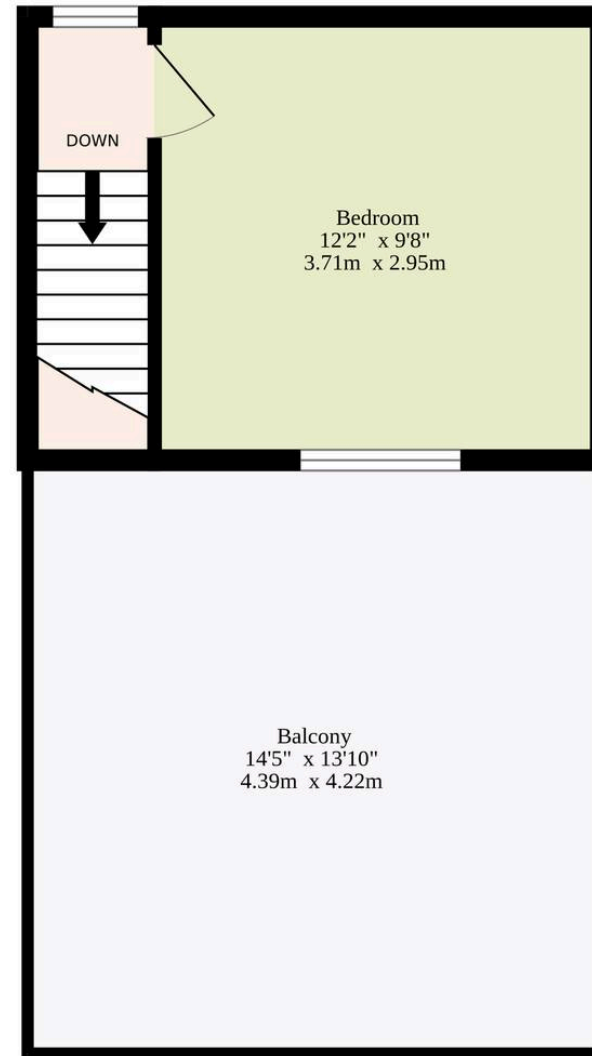 DOWN
Bedroom
12'2" x 9'8"
3.71m x 2.95m
Balcony
14'5" x 13'10"
4.39m x 4.22m